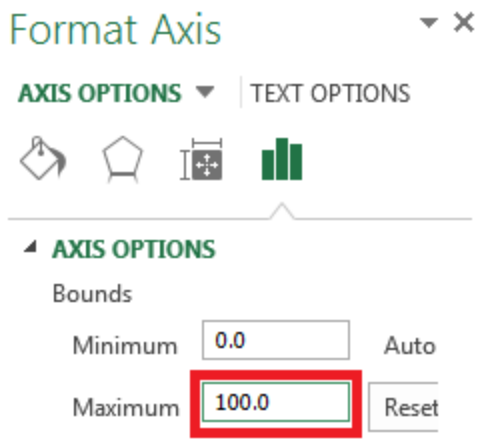 Format Axis
AXIS OPTIONS TEXT OPTIONS
AXIS OPTIONS
Bounds
Minimum 0.0 Auto
Maximum 100.0 Reset